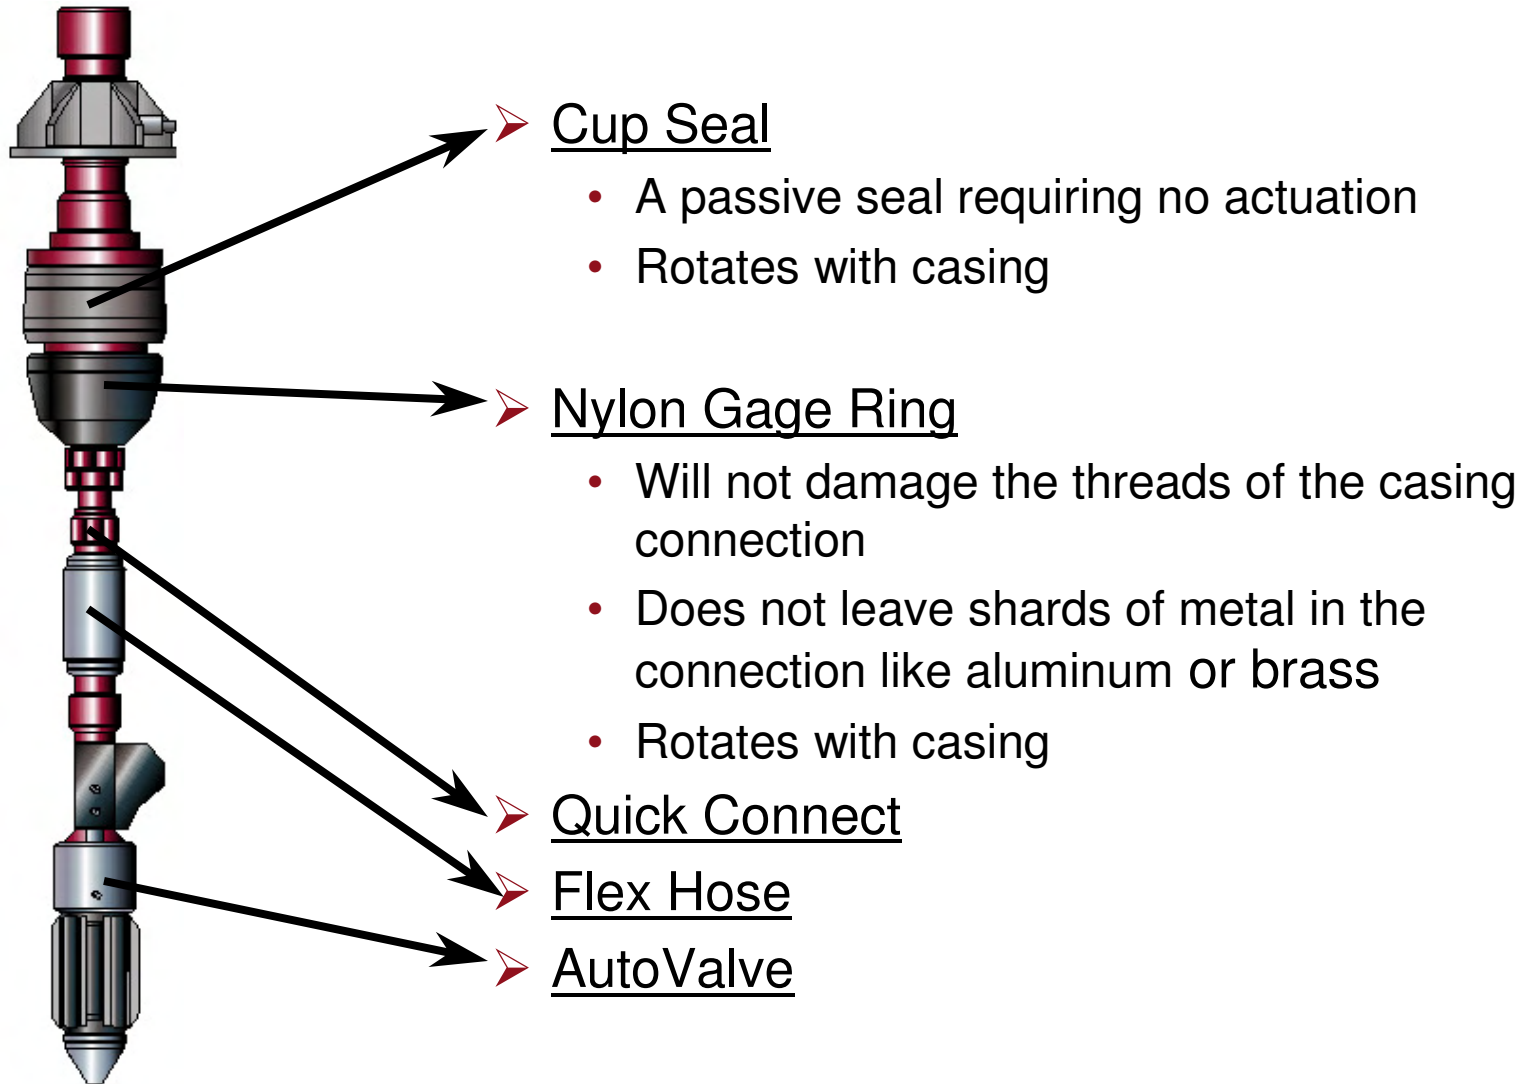 Cup Seal
• A passive seal requiring no actuation
• Rotates with casing
Nylon Gage Ring
• Will not damage the threads of the casing
connection
• Does not leave shards of metal in the
connection like aluminum or brass
• Rotates with casing
Quick Connect
Flex Hose
AutoValve